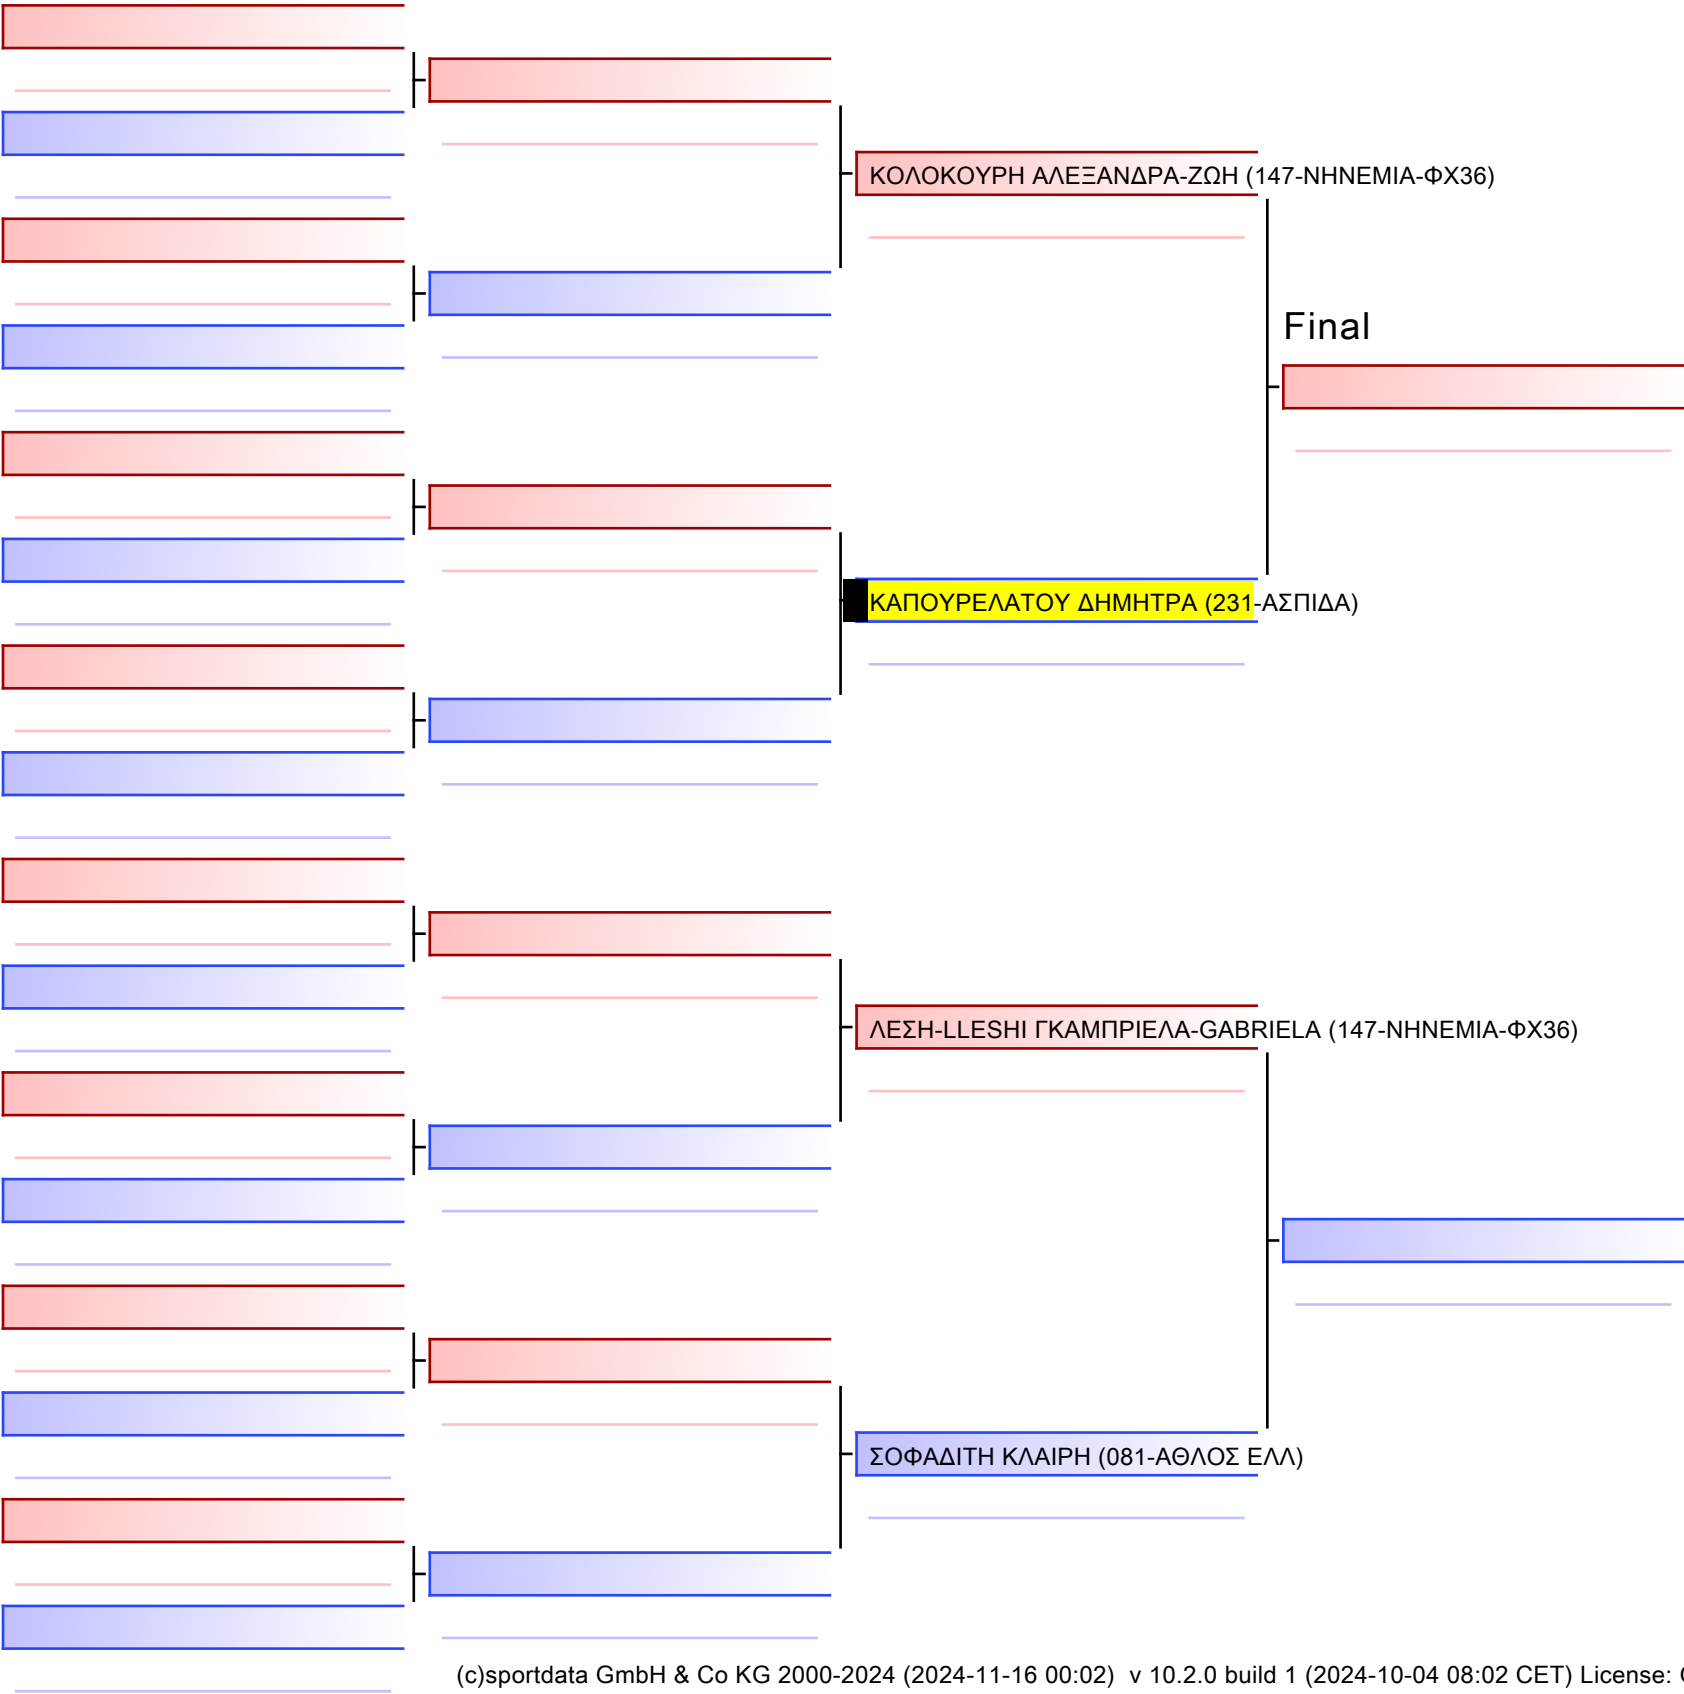 ΚΟΛΟΚΟΥΡΗ ΑΛΕΞΑΝΔΡΑ-ΖΩΗ (147-ΝΗΝΕΜΙΑ-ΦΧ36)
Final
ΚΑΠΟΥΡΕΛΑΤΟΥ ΔΗΜΗΤΡΑ (231-ΑΣΠΙΔΑ)
ΛΕΣΗ-LLESHI ΓΚΑΜΠΡΙΕΛΑ-GABRIELA (147-ΝΗΝΕΜΙΑ-ΦΧ36)
ΣΟΦΑΔΙΤΗ ΚΛΑΙΡΗ (081-ΑΘΛΟΣ ΕΛΛ)
(c)sportdata GmbH & Co KG 2000-2024 (2024-11-16 00:02) v 10.2.0 build 1 (2024-10-04 08:02 CET) License: